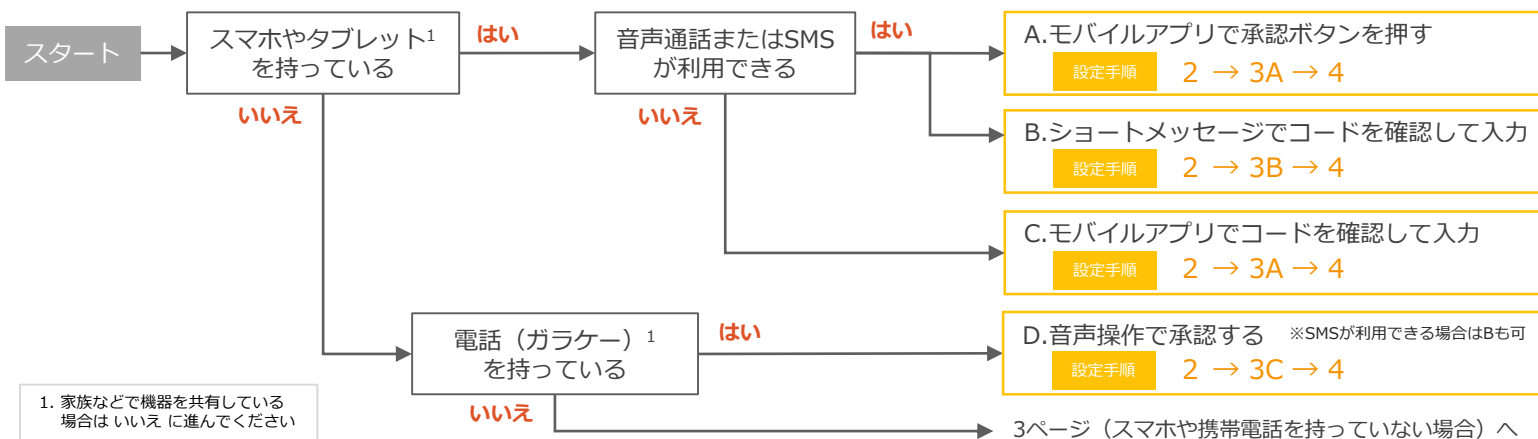 スタート
スマホやタブレット1
を持っている
はい
いいえ
音声通話またはSMS
が利用できる
はい
いいえ
A.モバイルアプリで承認ボタンを押す
設定手順 2 → 3A → 4
B.ショートメッセージでコードを確認して入力
設定手順 2 → 3B → 4
C.モバイルアプリでコードを確認して入力
設定手順 2 → 3A → 4
電話（ガラケー）1
を持っている
はい
いいえ
D.音声操作で承認する ※SMSが利用できる場合はBも可
設定手順 2 → 3C → 4
3ページ（スマホや携帯電話を持っていない場合）へ
1. 家族などで機器を共有している
場合は いいえ に進んでください